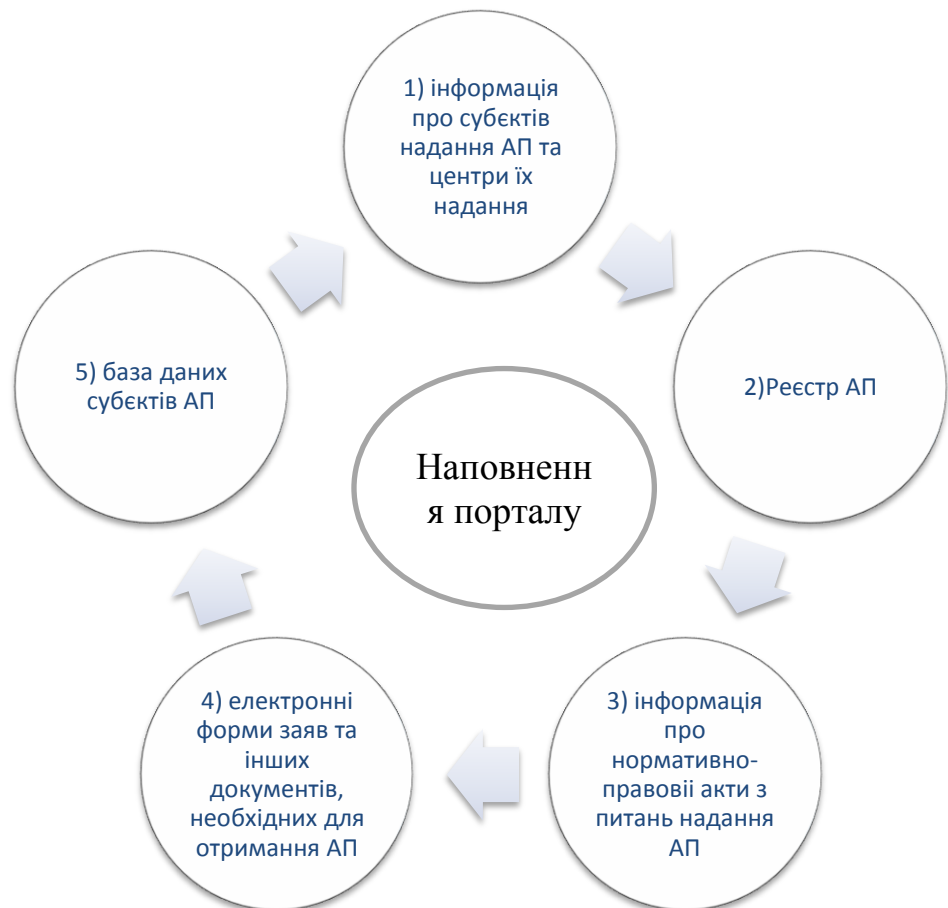 1) інформація
про субєктів
надання АП та
центри їх
надання
2)Реєстр АП
3) інформація
про
нормативно-
правовіі акти з
питань надання
АП
4) електронні
форми заяв та
інших
документів,
необхідних для
отримання АП
5) база даних
субєктів АП
Наповненн
я порталу